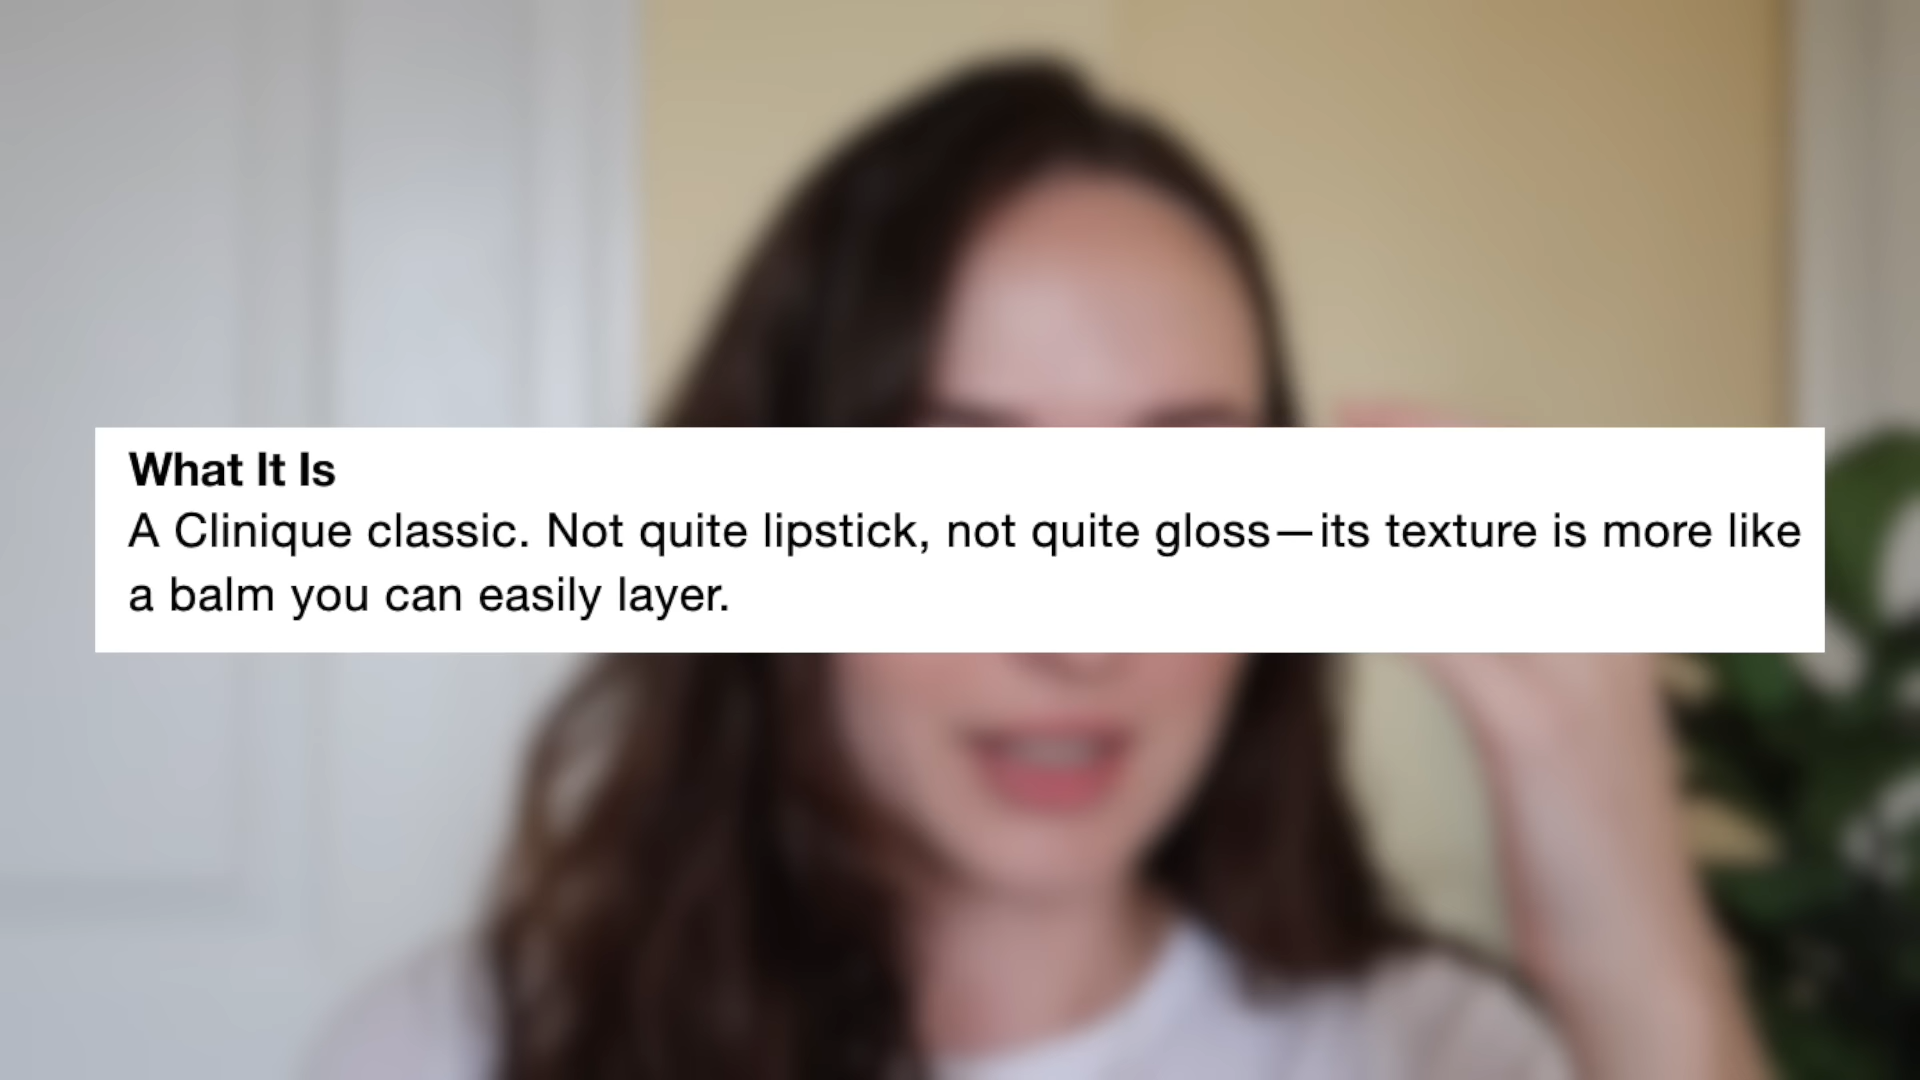 What It Is
A Clinique classic. Not quite lipstick, not quite gloss—its texture is more like
a balm you can easily layer.